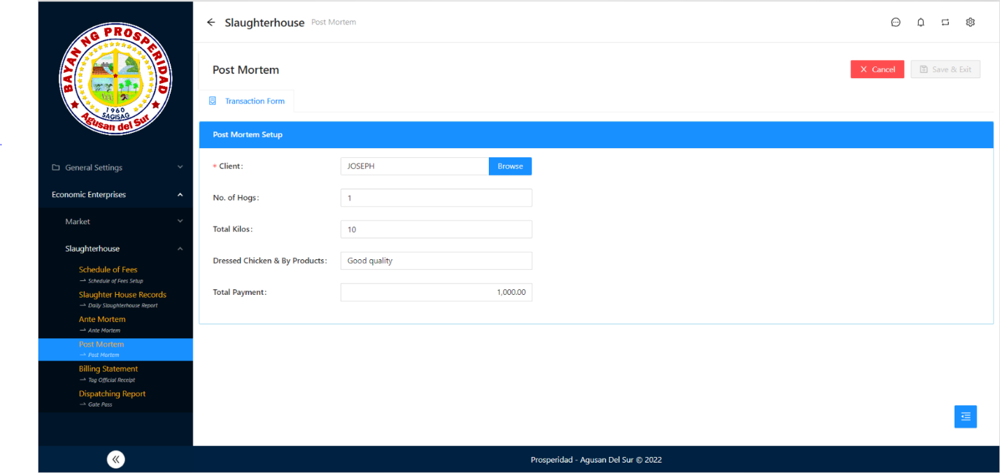 BAYAN NG PROSPERIDAD
1960
SAGISAG
Agusan del Sur
General Settings
Economic Enterprises
Market
Slaughterhouse
Schedule of Fees
Schedule of Fees Setup
Slaughter House Records
Daily Slaughterhouse Report
Ante Mortem
Ante Mortem
Post Mortem
Post Mortem
Billing Statement
Tag Official Receipt
Dispatching Report
Gate Pass
Slaughterhouse Post Mortem
Post Mortem
X Cancel Save & Exit
Transaction Form
Post Mortem Setup
* Client: JOSEPH Browse
No. of Hogs: 1
Total Kilos: 10
Dressed Chicken & By Products: Good quality
Total Payment: 1,000.00
Prosperidad - Agusan Del Sur © 2022